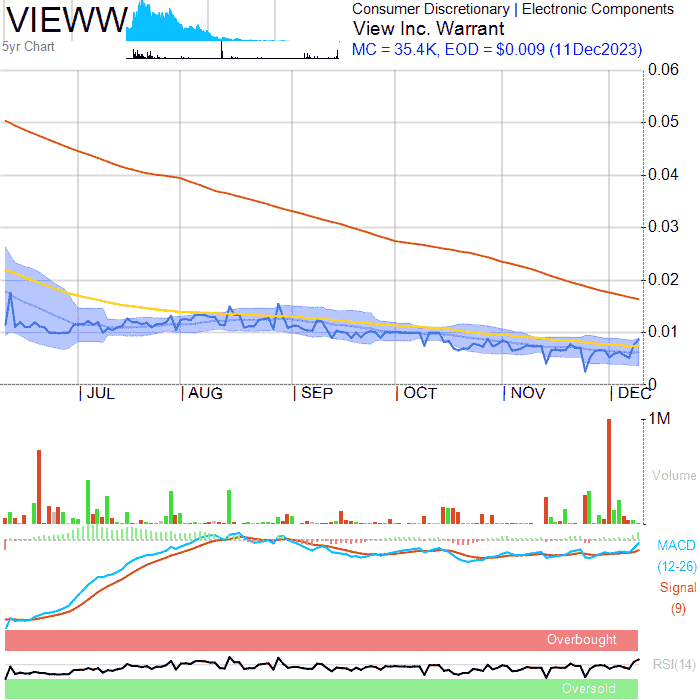 VIEWW
5yr Chart
Consumer Discretionary | Electronic Components
View Inc. Warrant
MC = 35.4K, EOD = $0.009 (11Dec2023)
0.06
0.05
0.04
0.03
0.02
0.01
0
JUL
AUG
SEP
OCT
NOV
DEC
1M
Volume
MACD
(12-26)
Signal
(9)
Overbought
RSI(14)
Oversold